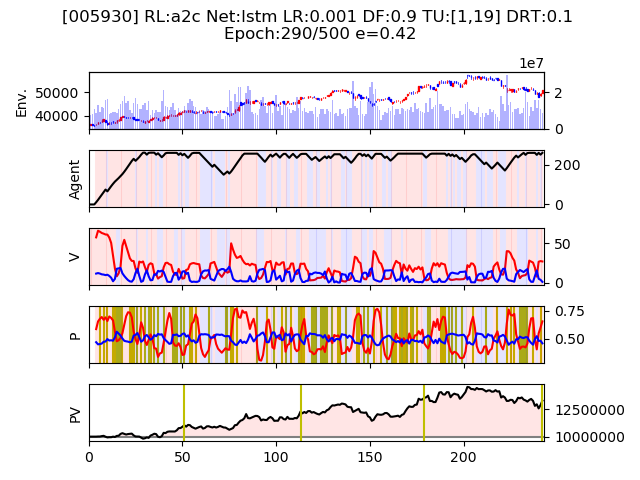 [005930] RL:a2c Net:lstm LR:0.001 DF:0.9 TU:[1,19] DRT:0.1
Epoch:290/500 e=0.42
1e7
Env.
50000
40000
2
0
Agent
200
0
V
50
0
P
0.75
0.50
PV
12500000
10000000
0 50 100 150 200